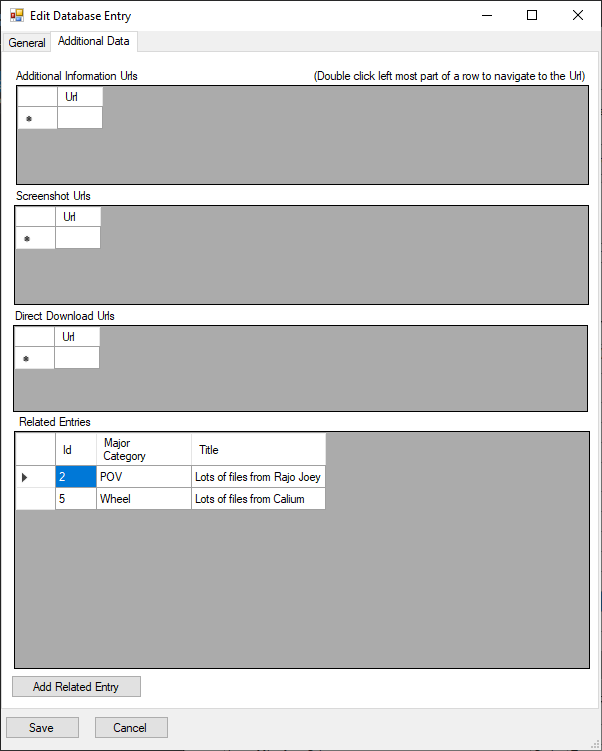 Edit Database Entry
General
Additional Data
Additional Information Urls
(Double click left most part of a row to navigate to the Url)
Url
Screenshot Urls
Url
Direct Download Urls
Url
Related Entries
Id
Major
Category
Title
2
POV
Lots of files from Rajo Joey
5
Wheel
Lots of files from Calium
Add Related Entry
Save
Cancel